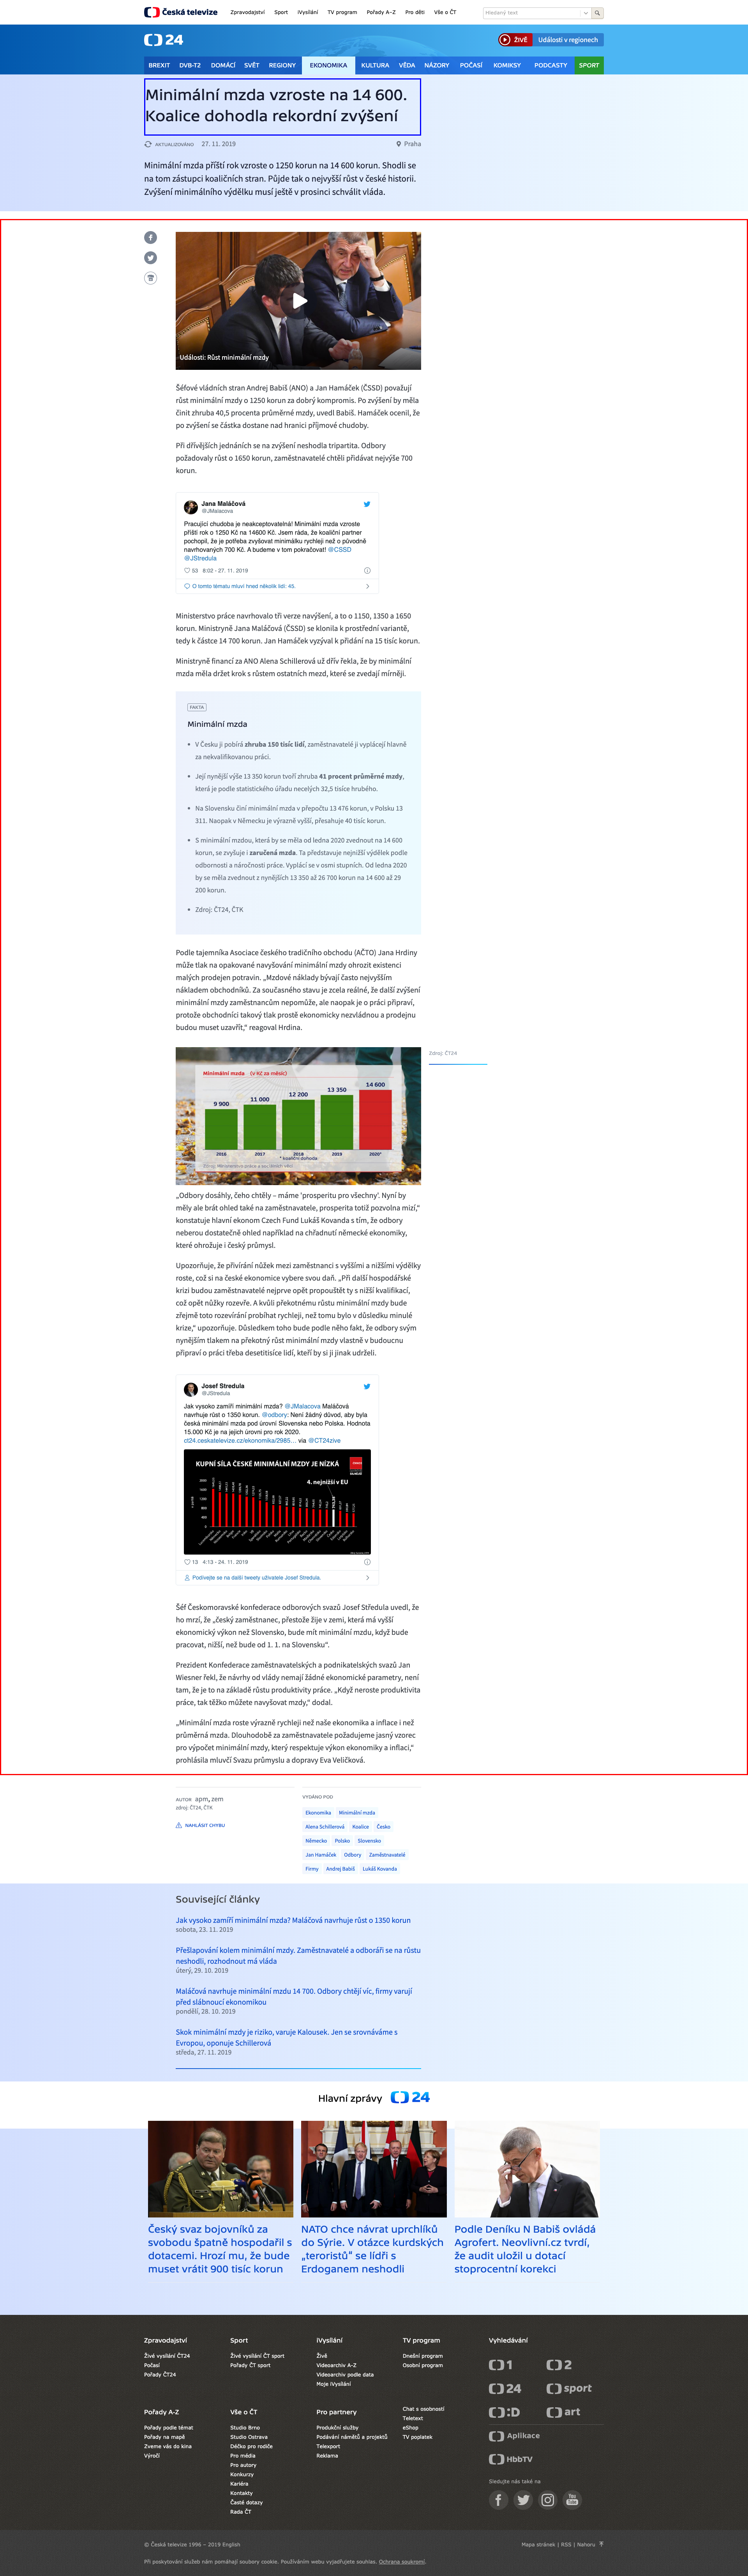 Česká televize
Zpravodajství Sport iVysílání TV program Pořady A–Z Pro děti Vše o ČT
Hledaný text
24
ŽIVĚ Události v regionech
BREXIT DVB-T2 DOMÁCÍ SVĚT REGIONY EKONOMIKA KULTURA VĚDA NÁZORY POČASÍ KOMIKSY PODCASTY SPORT
Minimální mzda vzroste na 14 600.
Koalice dohodla rekordní zvýšení
AKTUALIZOVÁNO 27. 11. 2019 Praha
Minimální mzda příští rok vzroste o 1250 korun na 14 600 korun. Shodli se
na tom zástupci koaličních stran. Půjde tak o nejvyšší růst v české historii.
Zvýšení minimálního výdělku musí ještě v prosinci schválit vláda.
Události: Růst minimální mzdy
Šéfové vládních stran Andrej Babiš (ANO) a Jan Hamáček (ČSSD) považují
růst minimální mzdy o 1250 korun za dobrý kompromis. Po zvýšení by měla
činit zhruba 40,5 procenta průměrné mzdy, uvedl Babiš. Hamáček ocenil, že
po zvýšení se částka dostane nad hranici příjmové chudoby.
Při dřívějších jednáních se na zvýšení neshodla tripartita. Odbory
požadovaly růst o 1650 korun, zaměstnavatelé chtěli přidávat nejvýše 700
korun.
Jana Maláčová
@JMalacova
Pracující chudoba je neakceptovatelná! Minimální mzda vzroste
příští rok o 1250 Kč na 14600 Kč. Jsem ráda, že koaliční partner
pochopil, že je potřeba zvyšovat minimálku rychleji než o původně
navrhovaných 700 Kč. A budeme v tom pokračovat! @CSSD
@JStredula
53 8:02 - 27. 11. 2019
O tomto tématu mluví hned několik lidí: 45.
Ministerstvo práce navrhovalo tři verze navýšení, a to o 1150, 1350 a 1650
korun. Ministryně Jana Maláčová (ČSSD) se klonila k prostřední variantě,
tedy k částce 14 700 korun. Jan Hamáček vyzýval k přidání na 15 tisíc korun.
Ministryně financí za ANO Alena Schillerová už dřív řekla, že by minimální
mzda měla držet krok s růstem ostatních mezd, které se zvedají mírněji.
FAKTA
Minimální mzda
V Česku ji pobírá zhruba 150 tisíc lidí, zaměstnavatelé ji vyplácejí hlavně
za nekvalifikovanou práci.
Její nynější výše 13 350 korun tvoří zhruba 41 procent průměrné mzdy,
která je podle statistického úřadu necelých 32,5 tisíce hrubého.
Na Slovensku činí minimální mzda v přepočtu 13 476 korun, v Polsku 13
311. Naopak v Německu je výrazně vyšší, přesahuje 40 tisíc korun.
S minimální mzdou, která by se měla od ledna 2020 zvednout na 14 600
korun, se zvyšuje i zaručená mzda. Ta představuje nejnižší výdělek podle
odbornosti a náročnosti práce. Vyplácí se v osmi stupních. Od ledna 2020
by se měla zvednout z nynějších 13 350 až 26 700 korun na 14 600 až 29
200 korun.
Zdroj: ČT24, ČTK
Podle tajemníka Asociace českého tradičního obchodu (AČTO) Jana Hrdiny
může tlak na opakované navyšování minimální mzdy ohrozit existenci
malých prodejen potravin. „Mzdové náklady bývají často nejvyšším
nákladem obchodníků. Za současného stavu je zcela reálné, že další zvýšení
minimální mzdy zaměstnancům nepomůže, ale naopak je o práci připraví,
protože obchodníci takový tlak prostě ekonomicky nezvládnou a prodejnu
budou muset uzavřít,“ reagoval Hrdina.
Minimální mzda (v Kč za měsíc)
9 900 11 000 12 200 13 350 14 600
2016 2017 2018 2019 2020*
* koaliční dohoda
Zdroj: ČT24
„Odbory dosáhly, čeho chtěly – máme 'prosperitu pro všechny'. Nyní by
měly ale brát ohled také na zaměstnavatele, prosperita totiž pozvolna mizí,“
konstatuje hlavní ekonom Czech Fund Lukáš Kovanda s tím, že odbory
neberou dostatečně ohled například na chřadnutí německé ekonomiky,
které ohrožuje i český průmysl.
Upozorňuje, že přivírání nůžek mezi zaměstnanci s vyššími a nižšími výdělky
roste, což si na české ekonomice vybere svou daň. „Při další hospodářské
krizi budou zaměstnavatelé nejprve opět propouštět ty s nižší kvalifikací,
což opět nůžky rozevře. A kvůli překotnému růstu minimální mzdy bude
zřejmě toto rozevírání probíhat rychleji, než tomu bylo v důsledku minulé
krize,“ upozorňuje. Důsledkem toho bude podle něho fakt, že odbory svým
nynějším tlakem na překotný růst minimální mzdy vlastně v budoucnu
připraví o práci třeba desetitisíce lidí, kteří by si ji jinak udrželi.
Josef Stredula
@JStredula
Jak vysoko zamíří minimální mzda? @JMalacova Maláčová
navrhuje růst o 1350 korun. @odbory: Není žádný důvod, aby byla
česká minimální mzda pod úrovní Slovenska nebo Polska. Hodnota
15.000 Kč je na jejich úrovni pro rok 2020.
ct24.ceskatelevize.cz/ekonomika/2985… via @CT24zive
KUPNÍ SÍLA ČESKÉ MINIMÁLNÍ MZDY JE NÍZKÁ
4. nejnižší v EU
13 4:13 - 24. 11. 2019
Podívejte se na další tweety uživatele Josef Stredula.
Šéf Českomoravské konfederace odborových svazů Josef Středula uvedl, že
ho mrzí, že „český zaměstnanec, přestože žije v zemi, která má vyšší
ekonomický výkon než Slovensko, bude mít minimální mzdu, když bude
pracovat, nižší, než bude od 1. 1. na Slovensku“.
Prezident Konfederace zaměstnavatelských a podnikatelských svazů Jan
Wiesner řekl, že návrhy od vlády nemají žádné ekonomické parametry, není
tam, že je to na základě růstu produktivity práce. „Když neroste produktivita
práce, tak těžko můžete navyšovat mzdy,“ dodal.
„Minimální mzda roste výrazně rychleji než naše ekonomika a inflace i než
průměrná mzda. Dlouhodobě za zaměstnavatele požadujeme jasný vzorec
pro výpočet minimální mzdy, který respektuje výkon ekonomiky a inflaci,“
prohlásila mluvčí Svazu průmyslu a dopravy Eva Veličková.
AUTOR apm, zem
zdroj: ČT24, ČTK
NAHLÁSIT CHYBU
VYDÁNO POD
Ekonomika Minimální mzda
Alena Schillerová Koalice Česko
Německo Polsko Slovensko
Jan Hamáček Odbory Zaměstnavatelé
Firmy Andrej Babiš Lukáš Kovanda
Související články
Jak vysoko zamíří minimální mzda? Maláčová navrhuje růst o 1350 korun
sobota, 23. 11. 2019
Přešlapování kolem minimální mzdy. Zaměstnavatelé a odboráři se na růstu
neshodli, rozhodnout má vláda
úterý, 29. 10. 2019
Maláčová navrhuje minimální mzdu 14 700. Odbory chtějí víc, firmy varují
před slábnoucí ekonomikou
pondělí, 28. 10. 2019
Skok minimální mzdy je riziko, varuje Kalousek. Jen se srovnáváme s
Evropou, oponuje Schillerová
středa, 27. 11. 2019
Hlavní zprávy 24
Český svaz bojovníků za
svobodu špatně hospodařil s
dotacemi. Hrozí mu, že bude
muset vrátit 900 tisíc korun
NATO chce návrat uprchlíků
do Sýrie. V otázce kurdských
„teroristů“ se lídři s
Erdoganem neshodli
Podle Deníku N Babiš ovládá
Agrofert. Neovlivní.cz tvrdí,
že audit uložil u dotací
stoprocentní korekci
Zpravodajství
Živé vysílání ČT24
Počasí
Pořady ČT24
Sport
Živé vysílání ČT sport
Pořady ČT sport
iVysílání
Živě
Videoarchiv A-Z
Videoarchiv podle data
Moje iVysílání
TV program
Dnešní program
Osobní program
Vyhledávání
1 2
24 sport
:D art
Aplikace
HbbTV
Pořady A-Z
Pořady podle témat
Pořady na mapě
Zveme vás do kina
Výročí
Vše o ČT
Studio Brno
Studio Ostrava
Déčko pro rodiče
Pro média
Pro autory
Konkurzy
Kariéra
Kontakty
Časté dotazy
Rada ČT
Pro partnery
Produkční služby
Podávání námětů a projektů
Telexport
Reklama
Chat s osobností
Teletext
eShop
TV poplatek
Sledujte nás také na
You Tube
© Česká televize 1996 – 2019 English
Mapa stránek | RSS | Nahoru
Při poskytování služeb nám pomáhají soubory cookie. Používáním webu vyjadřujete souhlas. Ochrana soukromí.